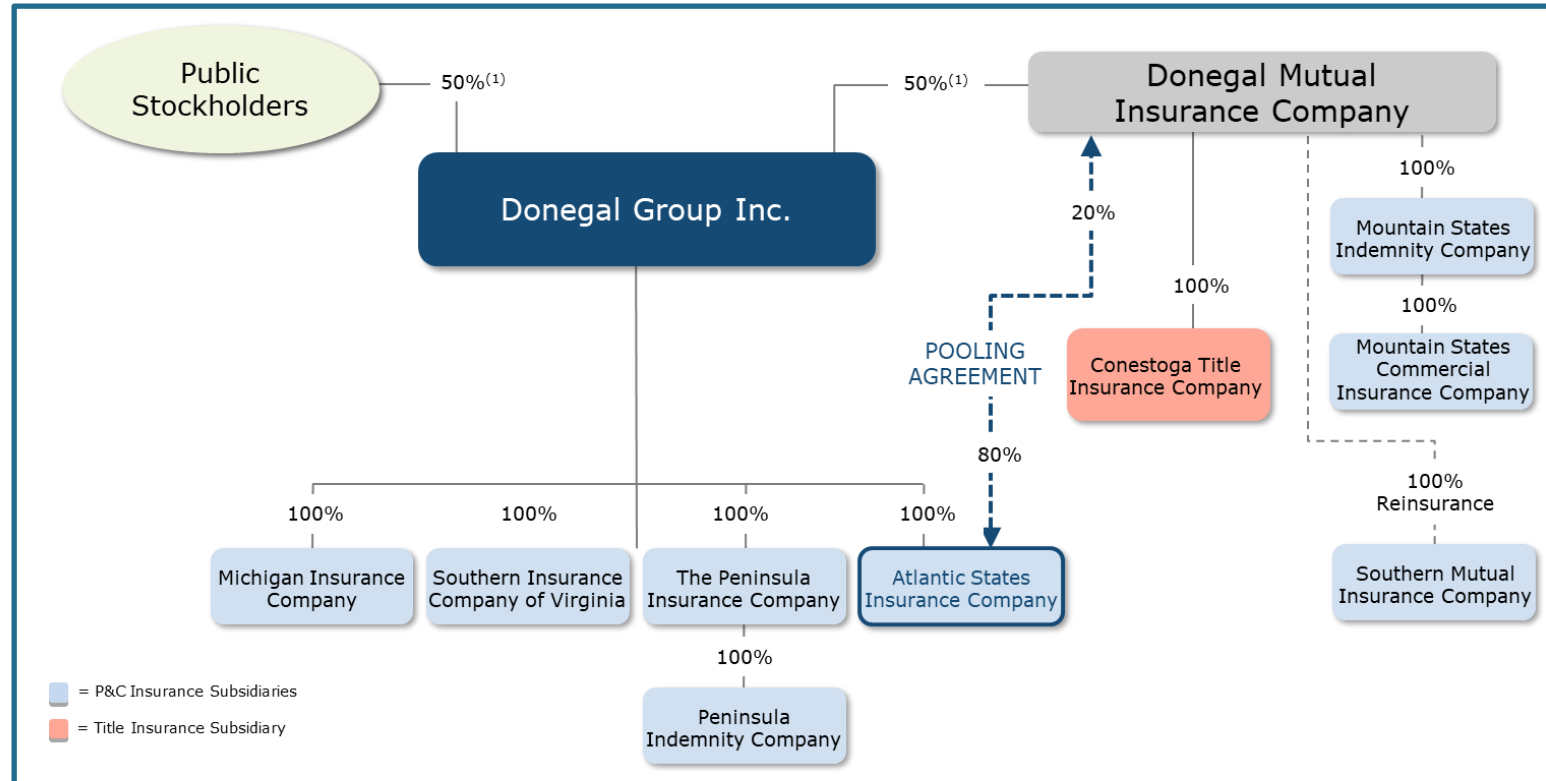 Public
Stockholders
50%(1)
50%(1)
Donegal Mutual
Insurance Company
Donegal Group Inc.
20%
100%
100%
Mountain States
Indemnity Company
100%
Mountain States
Commercial
Insurance Company
POOLING
AGREEMENT
Conestoga Title
Insurance Company
80%
100%
Reinsurance
Southern Mutual
Insurance Company
100%
100%
100%
100%
Michigan Insurance
Company
Southern Insurance
Company of Virginia
The Peninsula
Insurance Company
Atlantic States
Insurance Company
100%
Peninsula
Indemnity Company
= P&C Insurance Subsidiaries
= Title Insurance Subsidiary